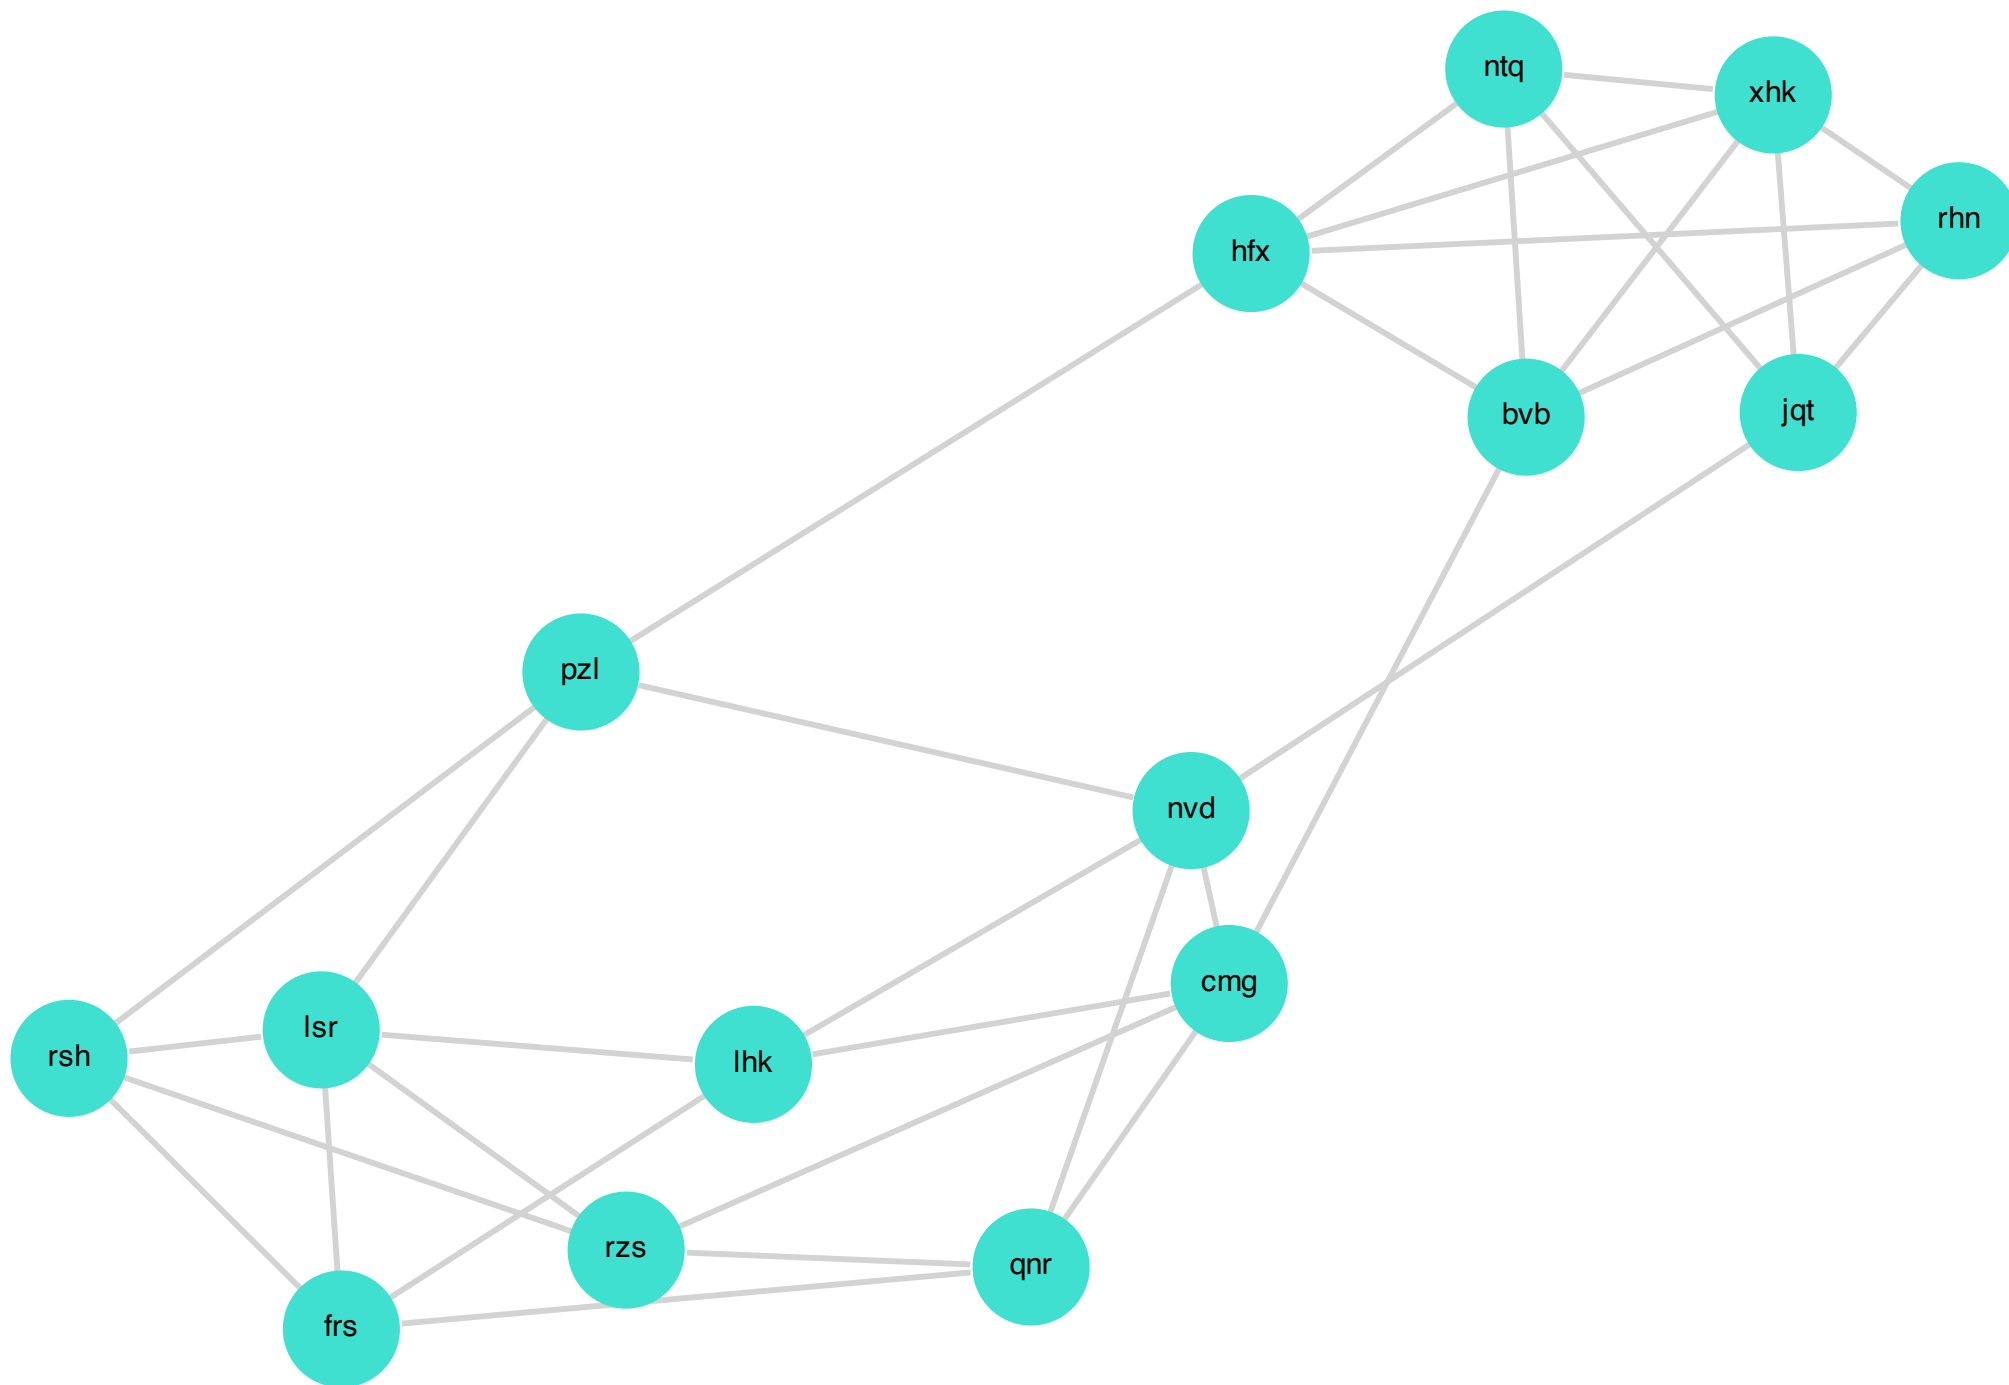 ntq
xhk
rhn
hfx
bvb
jqt
pzl
nvd
cmg
lsr
rsh
lhk
rzs
qnr
frs